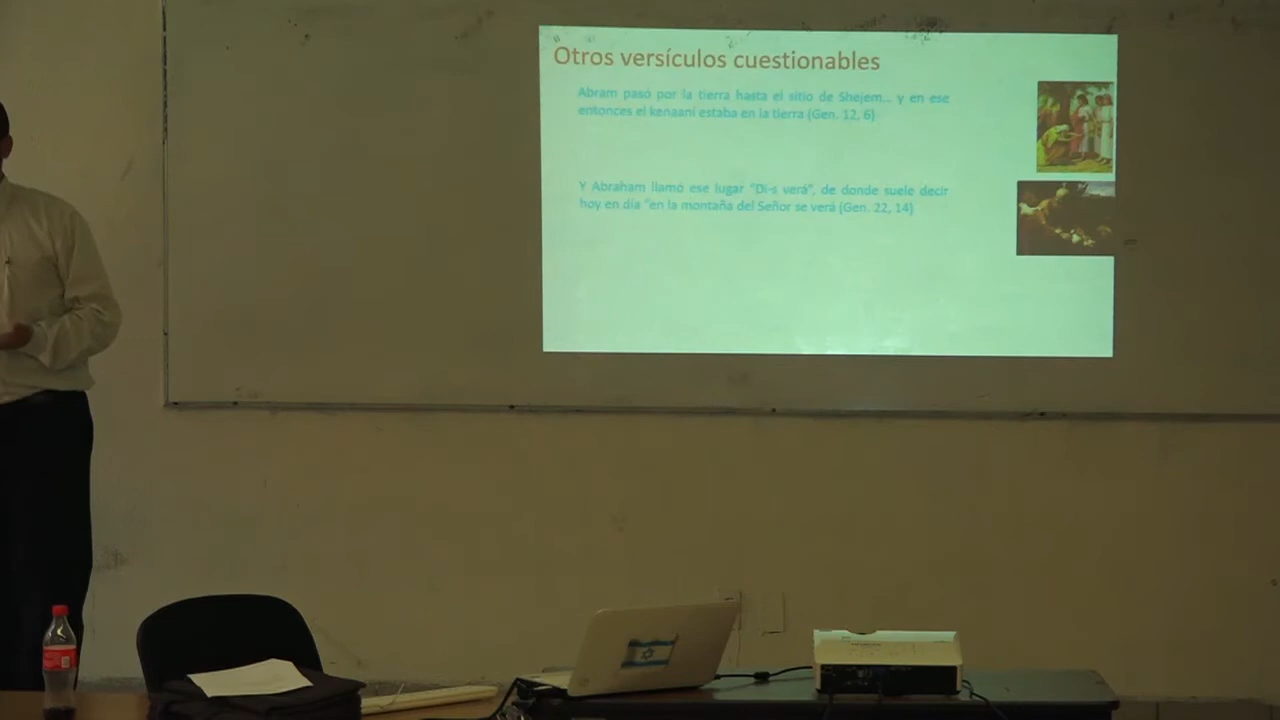 Otros versículos cuestionables
Abram pasó por la tierra hasta el sitio de Shejem... y en ese
entonces el kenaani estaba en la tierra (Gen. 12, 6)
Y Abraham llamó ese lugar "Di-s verá", de donde suele decir
hoy en día "en la montaña del Señor se verá (Gen. 22, 14)